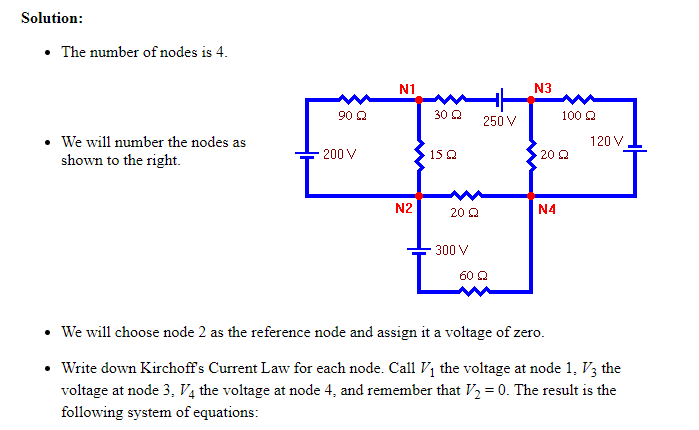 Solution:
• The number of nodes is 4.
N1
N3
90 Ω
30 Ω
250 V
100 Ω
• We will number the nodes as
shown to the right.
200 V
15 Ω
20 Ω
120 V
N2
20 Ω
N4
300 V
60 Ω
• We will choose node 2 as the reference node and assign it a voltage of zero.
• Write down Kirchoff's Current Law for each node. Call V₁ the voltage at node 1, V₃ the
voltage at node 3, V₄ the voltage at node 4, and remember that V₂ = 0. The result is the
following system of equations: